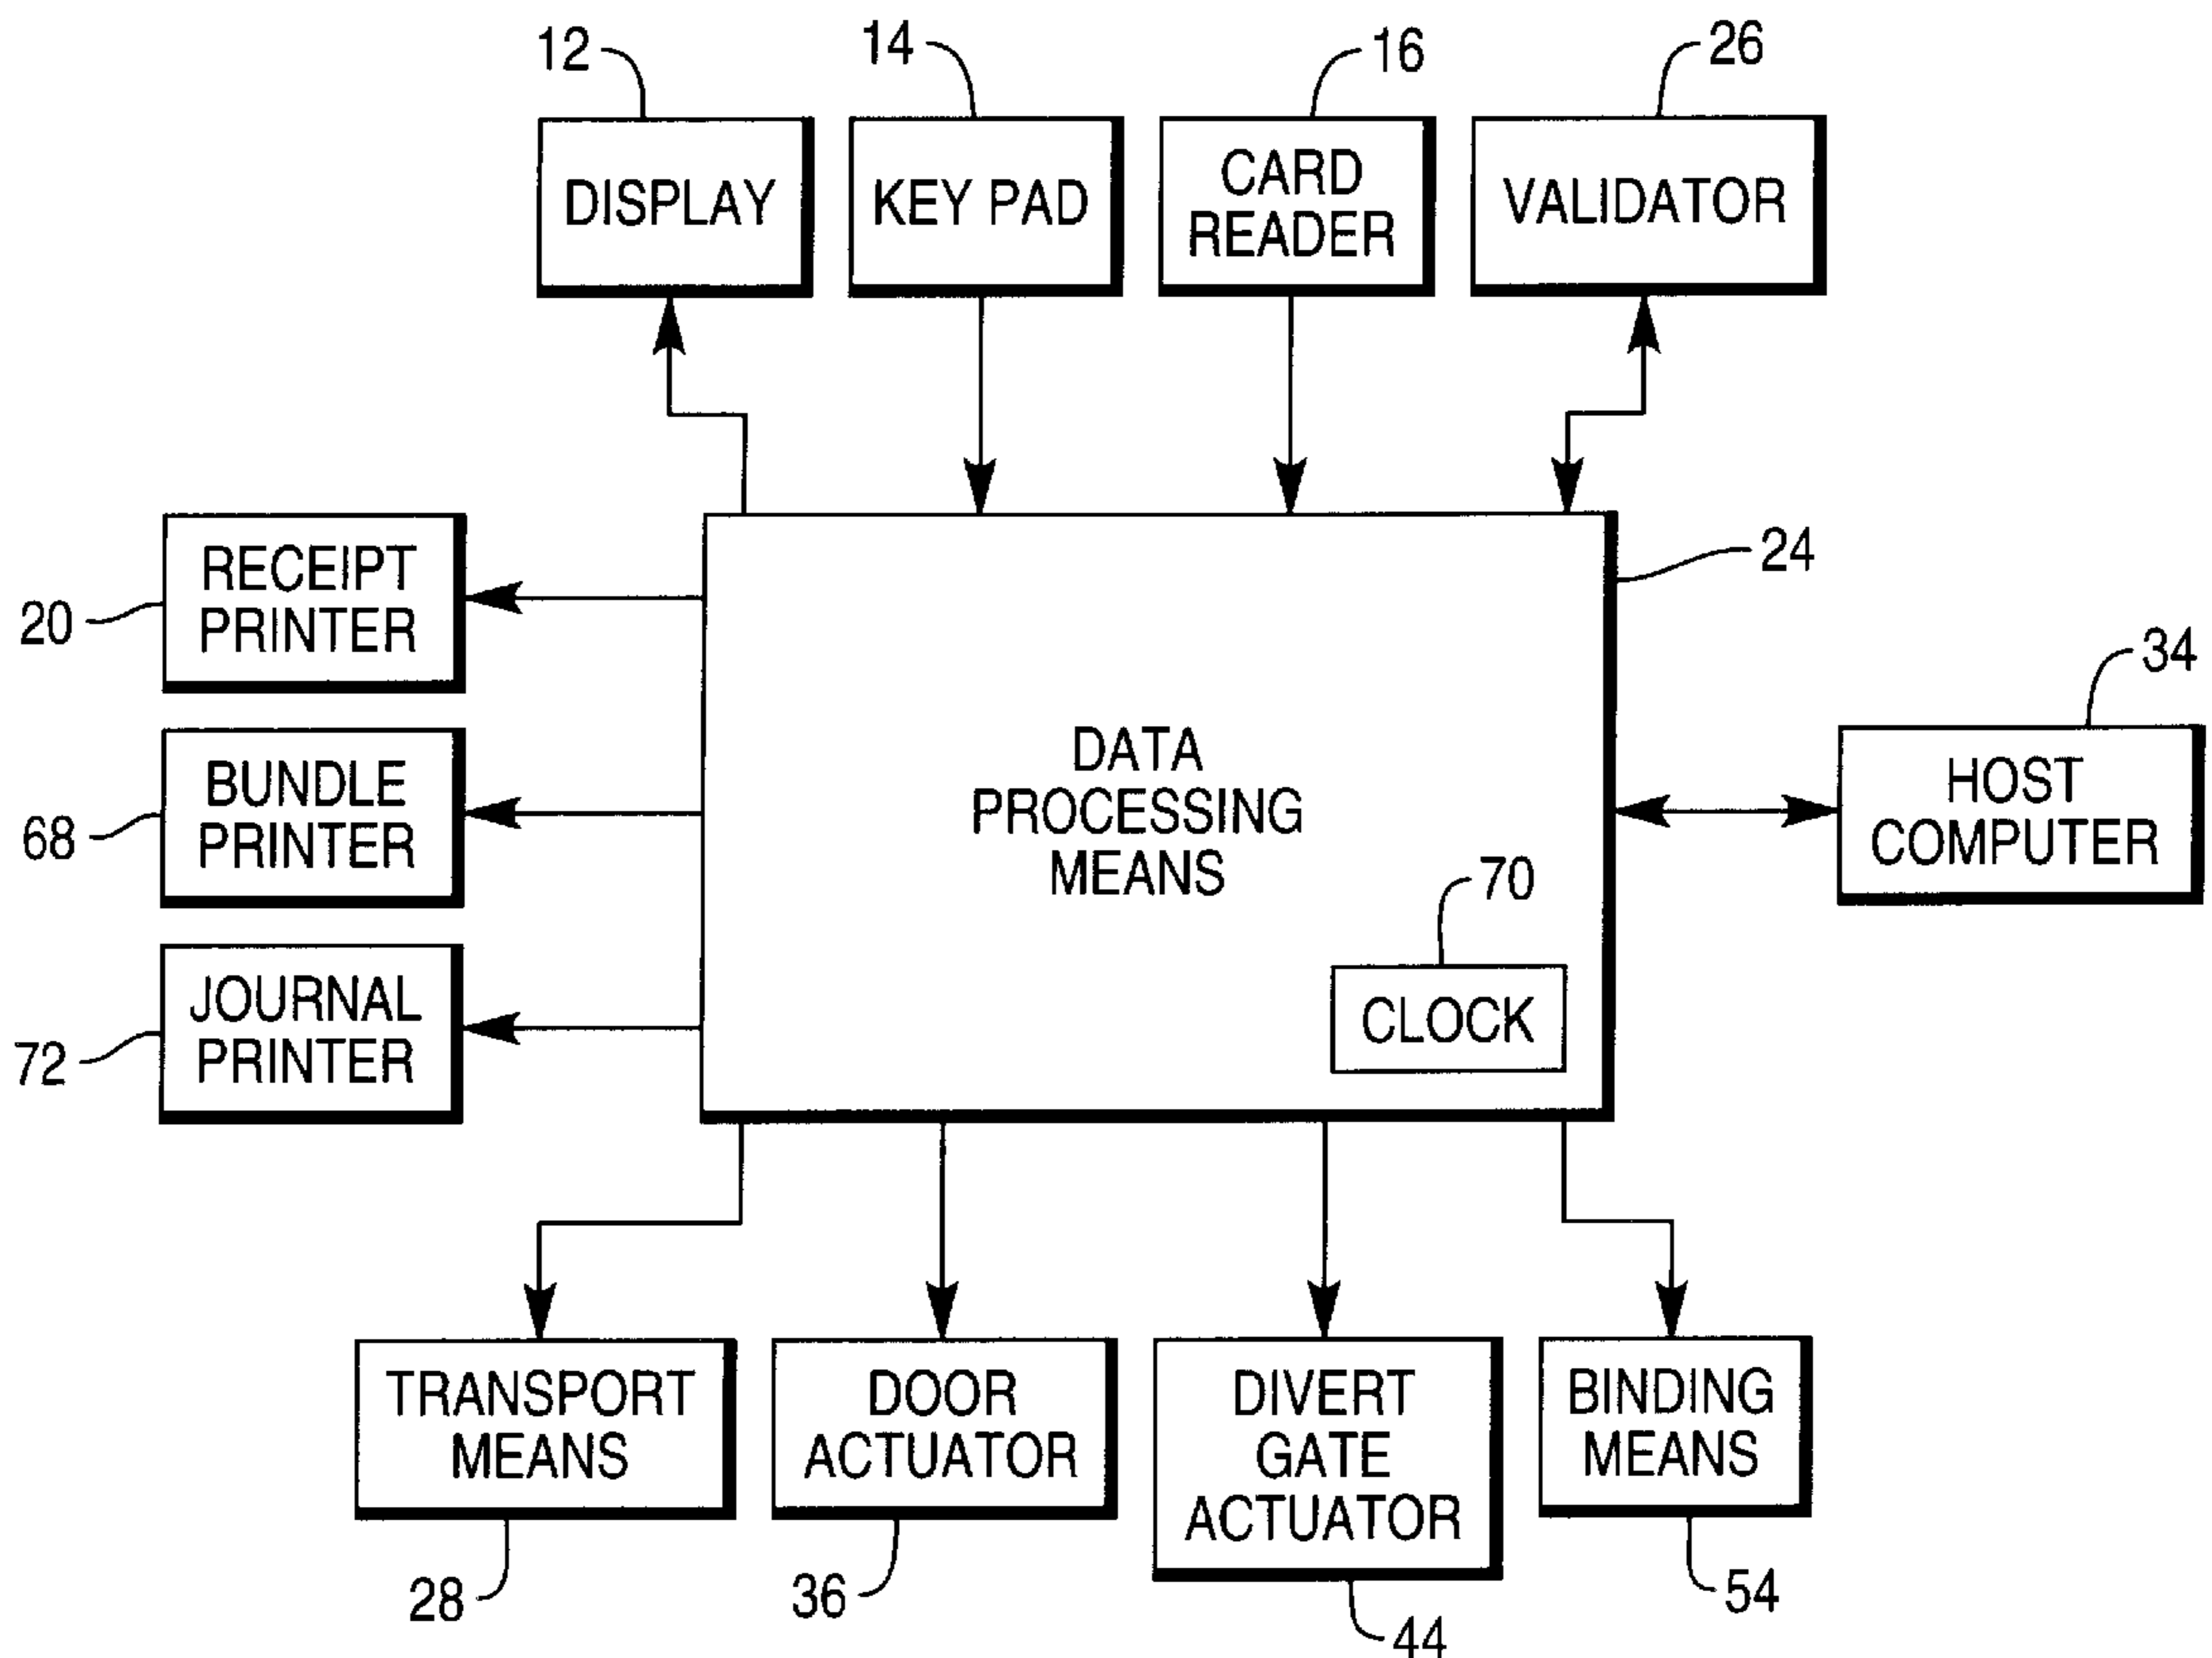 12
14
16
26
DISPLAY
KEY PAD
CARD
READER
VALIDATOR
RECEIPT
PRINTER
20
24
BUNDLE
PRINTER
68
DATA
PROCESSING
MEANS
34
HOST
COMPUTER
70
CLOCK
JOURNAL
PRINTER
72
TRANSPORT
MEANS
28
DOOR
ACTUATOR
36
DIVERT
GATE
ACTUATOR
44
BINDING
MEANS
54